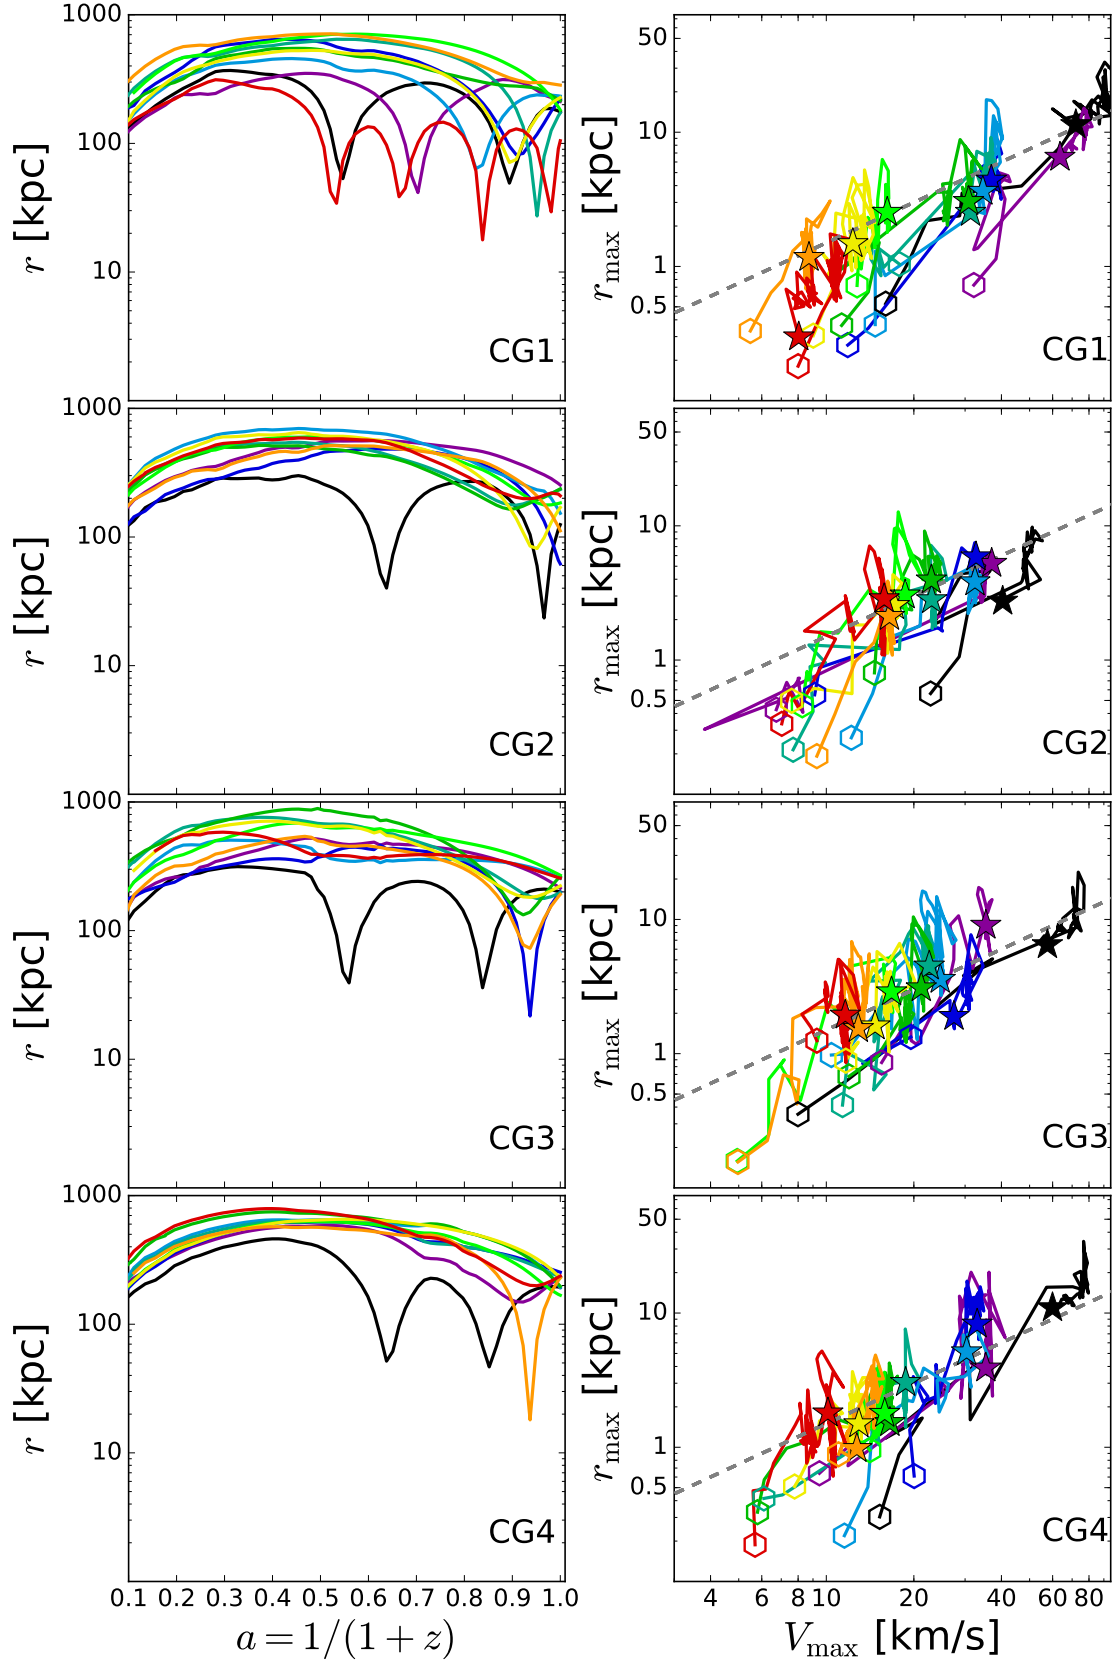 1000
100
10
r [kpc]
CG1
50
10
1
0.5
r_max [kpc]
CG1
1000
100
10
r [kpc]
CG2
50
10
1
0.5
r_max [kpc]
CG2
1000
100
10
r [kpc]
CG3
50
10
1
0.5
r_max [kpc]
CG3
1000
100
10
r [kpc]
CG4
0.1 0.2 0.3 0.4 0.5 0.6 0.7 0.8 0.9 1.0
a = 1/(1 + z)
50
10
1
0.5
r_max [kpc]
CG4
4 6 8 10 20 40 60 80
V_max [km/s]